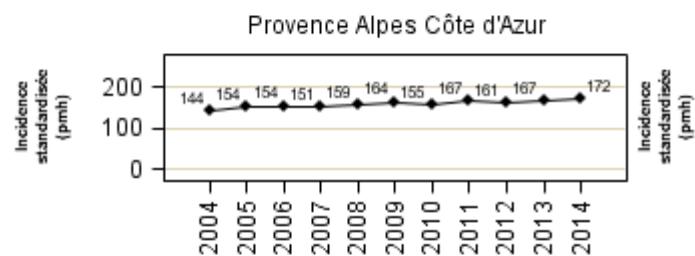 Provence Alpes Côte d'Azur
Incidence
standardisée
(pmh)
200
100
0
144 154 154 151 159 164 155 167 161 167 172
2004 2005 2006 2007 2008 2009 2010 2011 2012 2013 2014
Incidence
standardisée
(pmh)